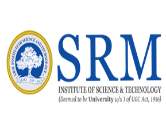 SRM
INSTITUTE OF SCIENCE & TECHNOLOGY
(Deemed to be University u/s 3 of UGC Act, 1956)